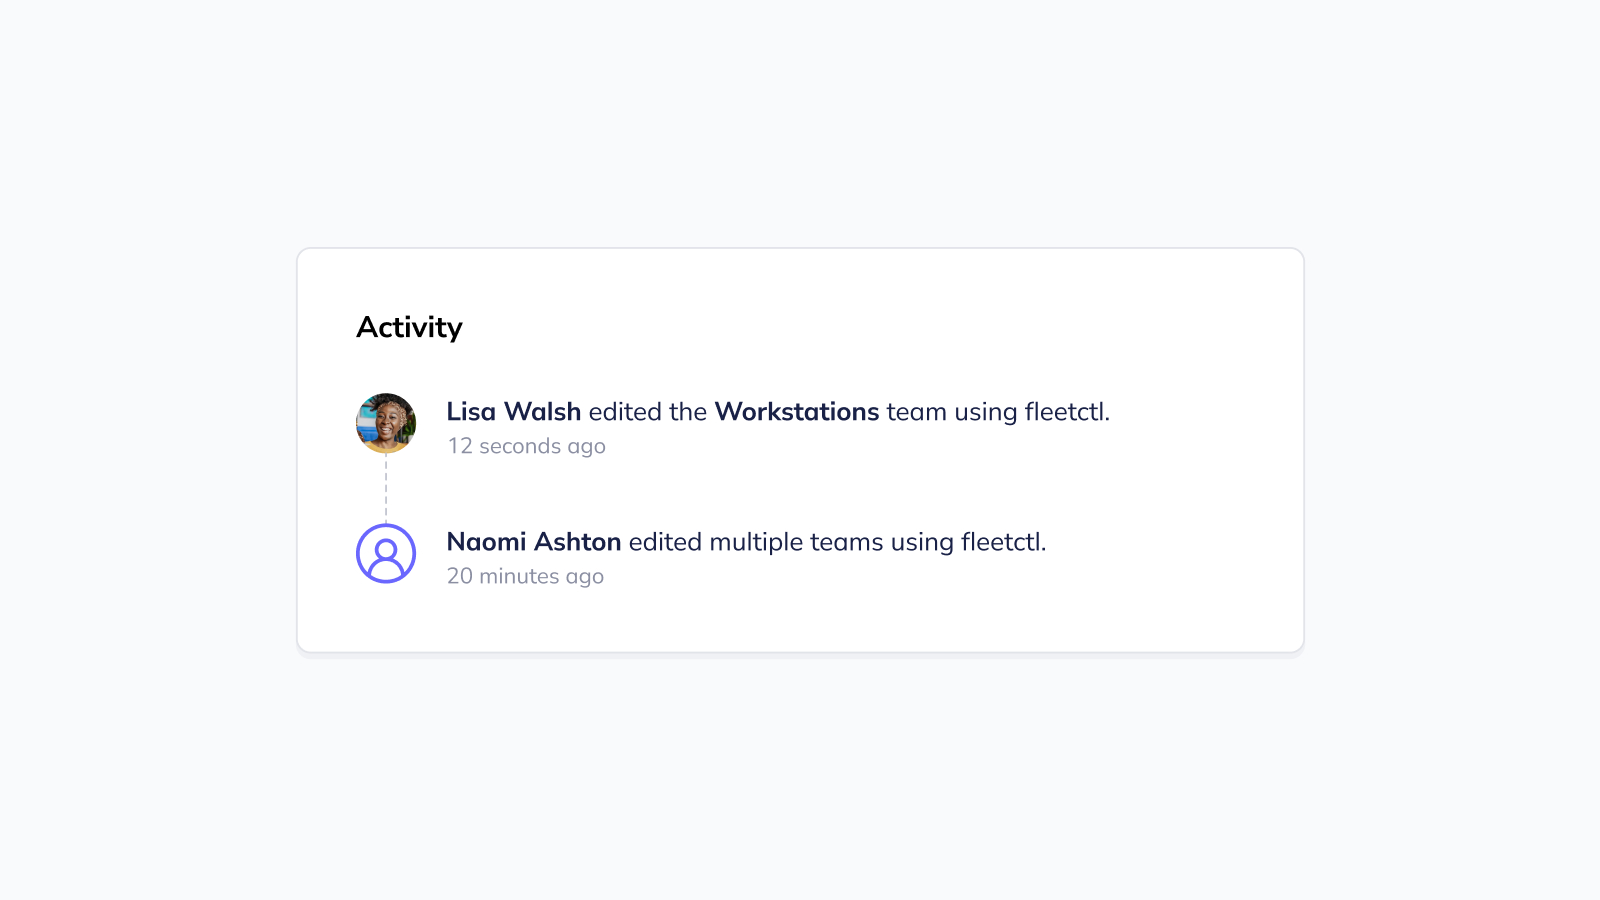 Activity
Lisa Walsh edited the Workstations team using fleetctl.
12 seconds ago
Naomi Ashton edited multiple teams using fleetctl.
20 minutes ago